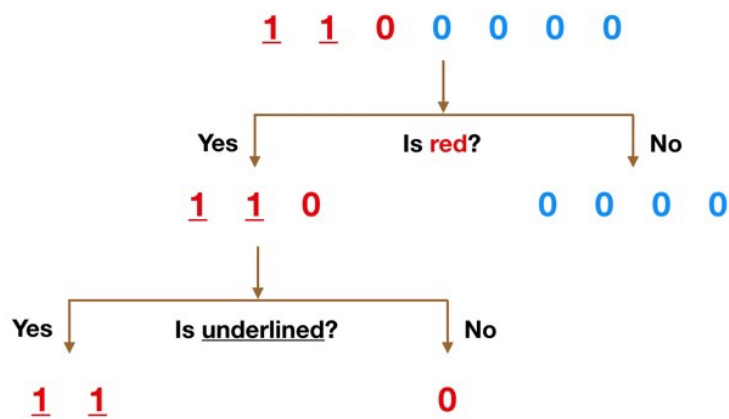 1 1 0 0 0 0 0
Yes Is red? No
1 1 0 0 0 0 0
Yes Is underlined? No
1 1 0